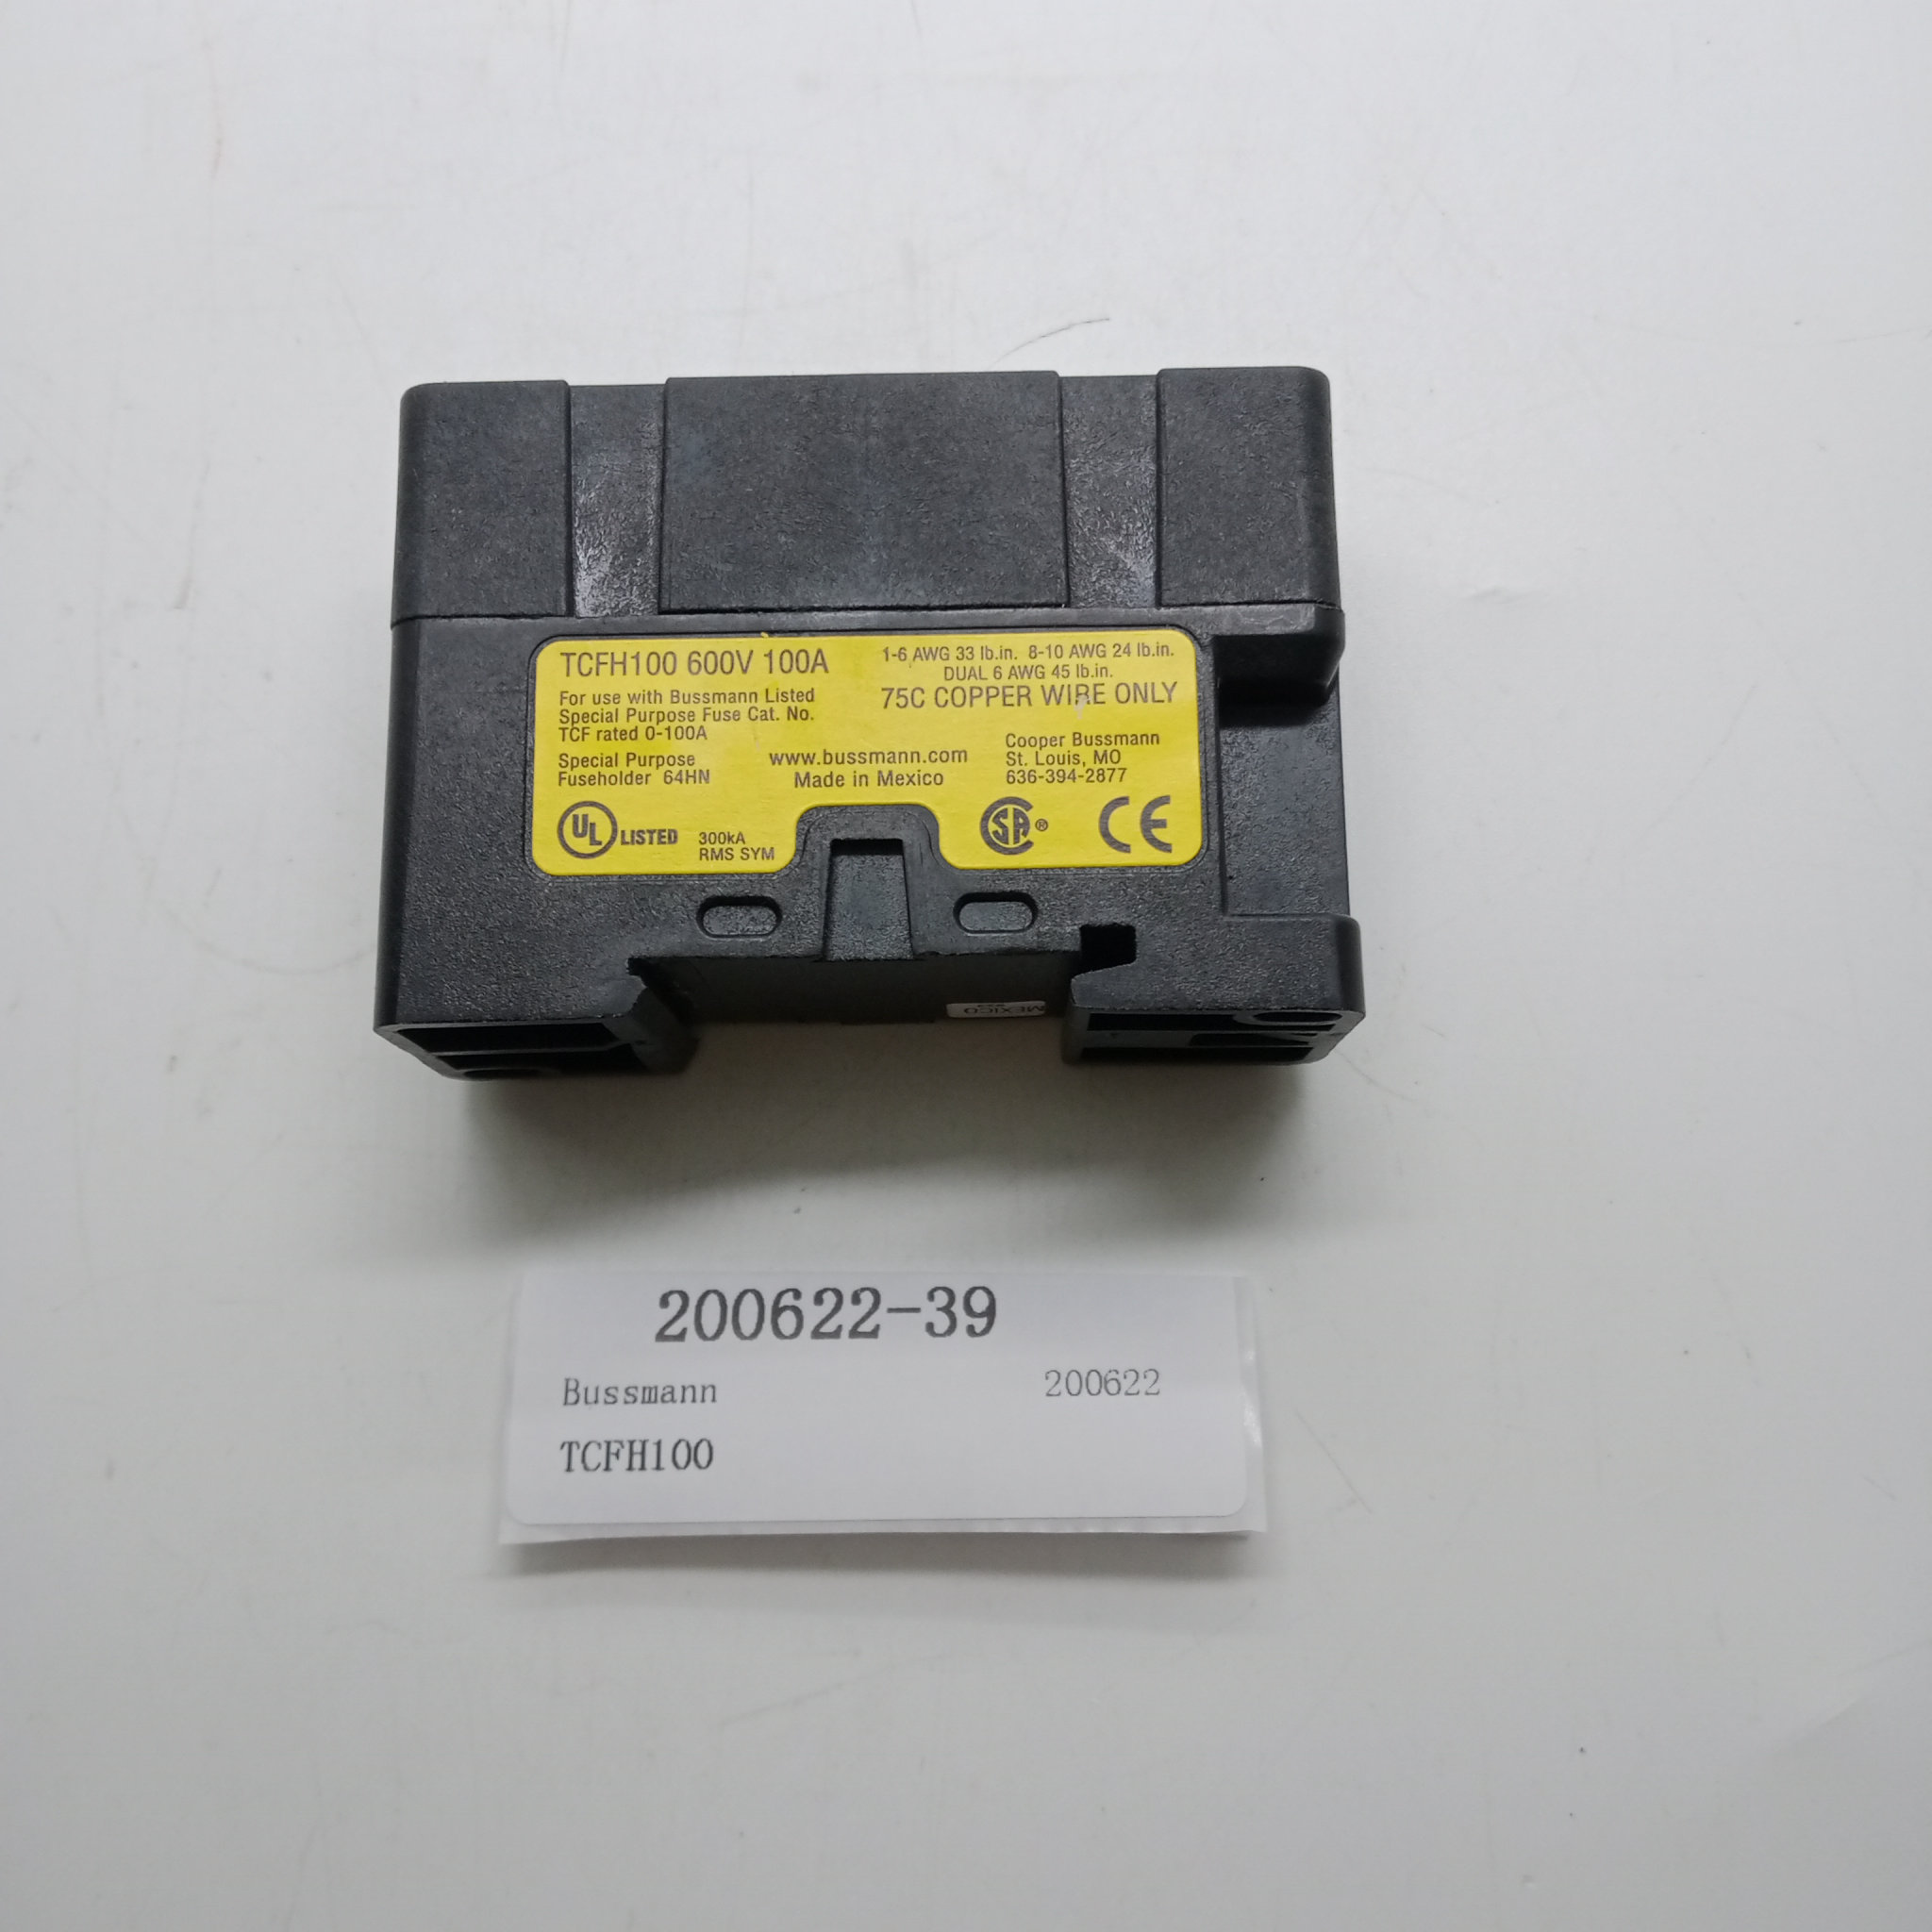 TCFH100 600V 100A
For use with Bussmann Listed
Special Purpose Fuse Cat. No.
TCF rated 0-100A
Special Purpose
Fuseholder 64HN
UL LISTED
300kA
RMS SYM
1-6 AWG 33 lb.in. 8-10 AWG 24 lb.in.
DUAL 6 AWG 45 lb.in.
75C COPPER WIRE ONLY
www.bussmann.com
Made in Mexico
Cooper Bussmann
St. Louis, MO
636-394-2877
SA®
CE
MEXICO
200622-39
Bussmann
200622
TCFH100